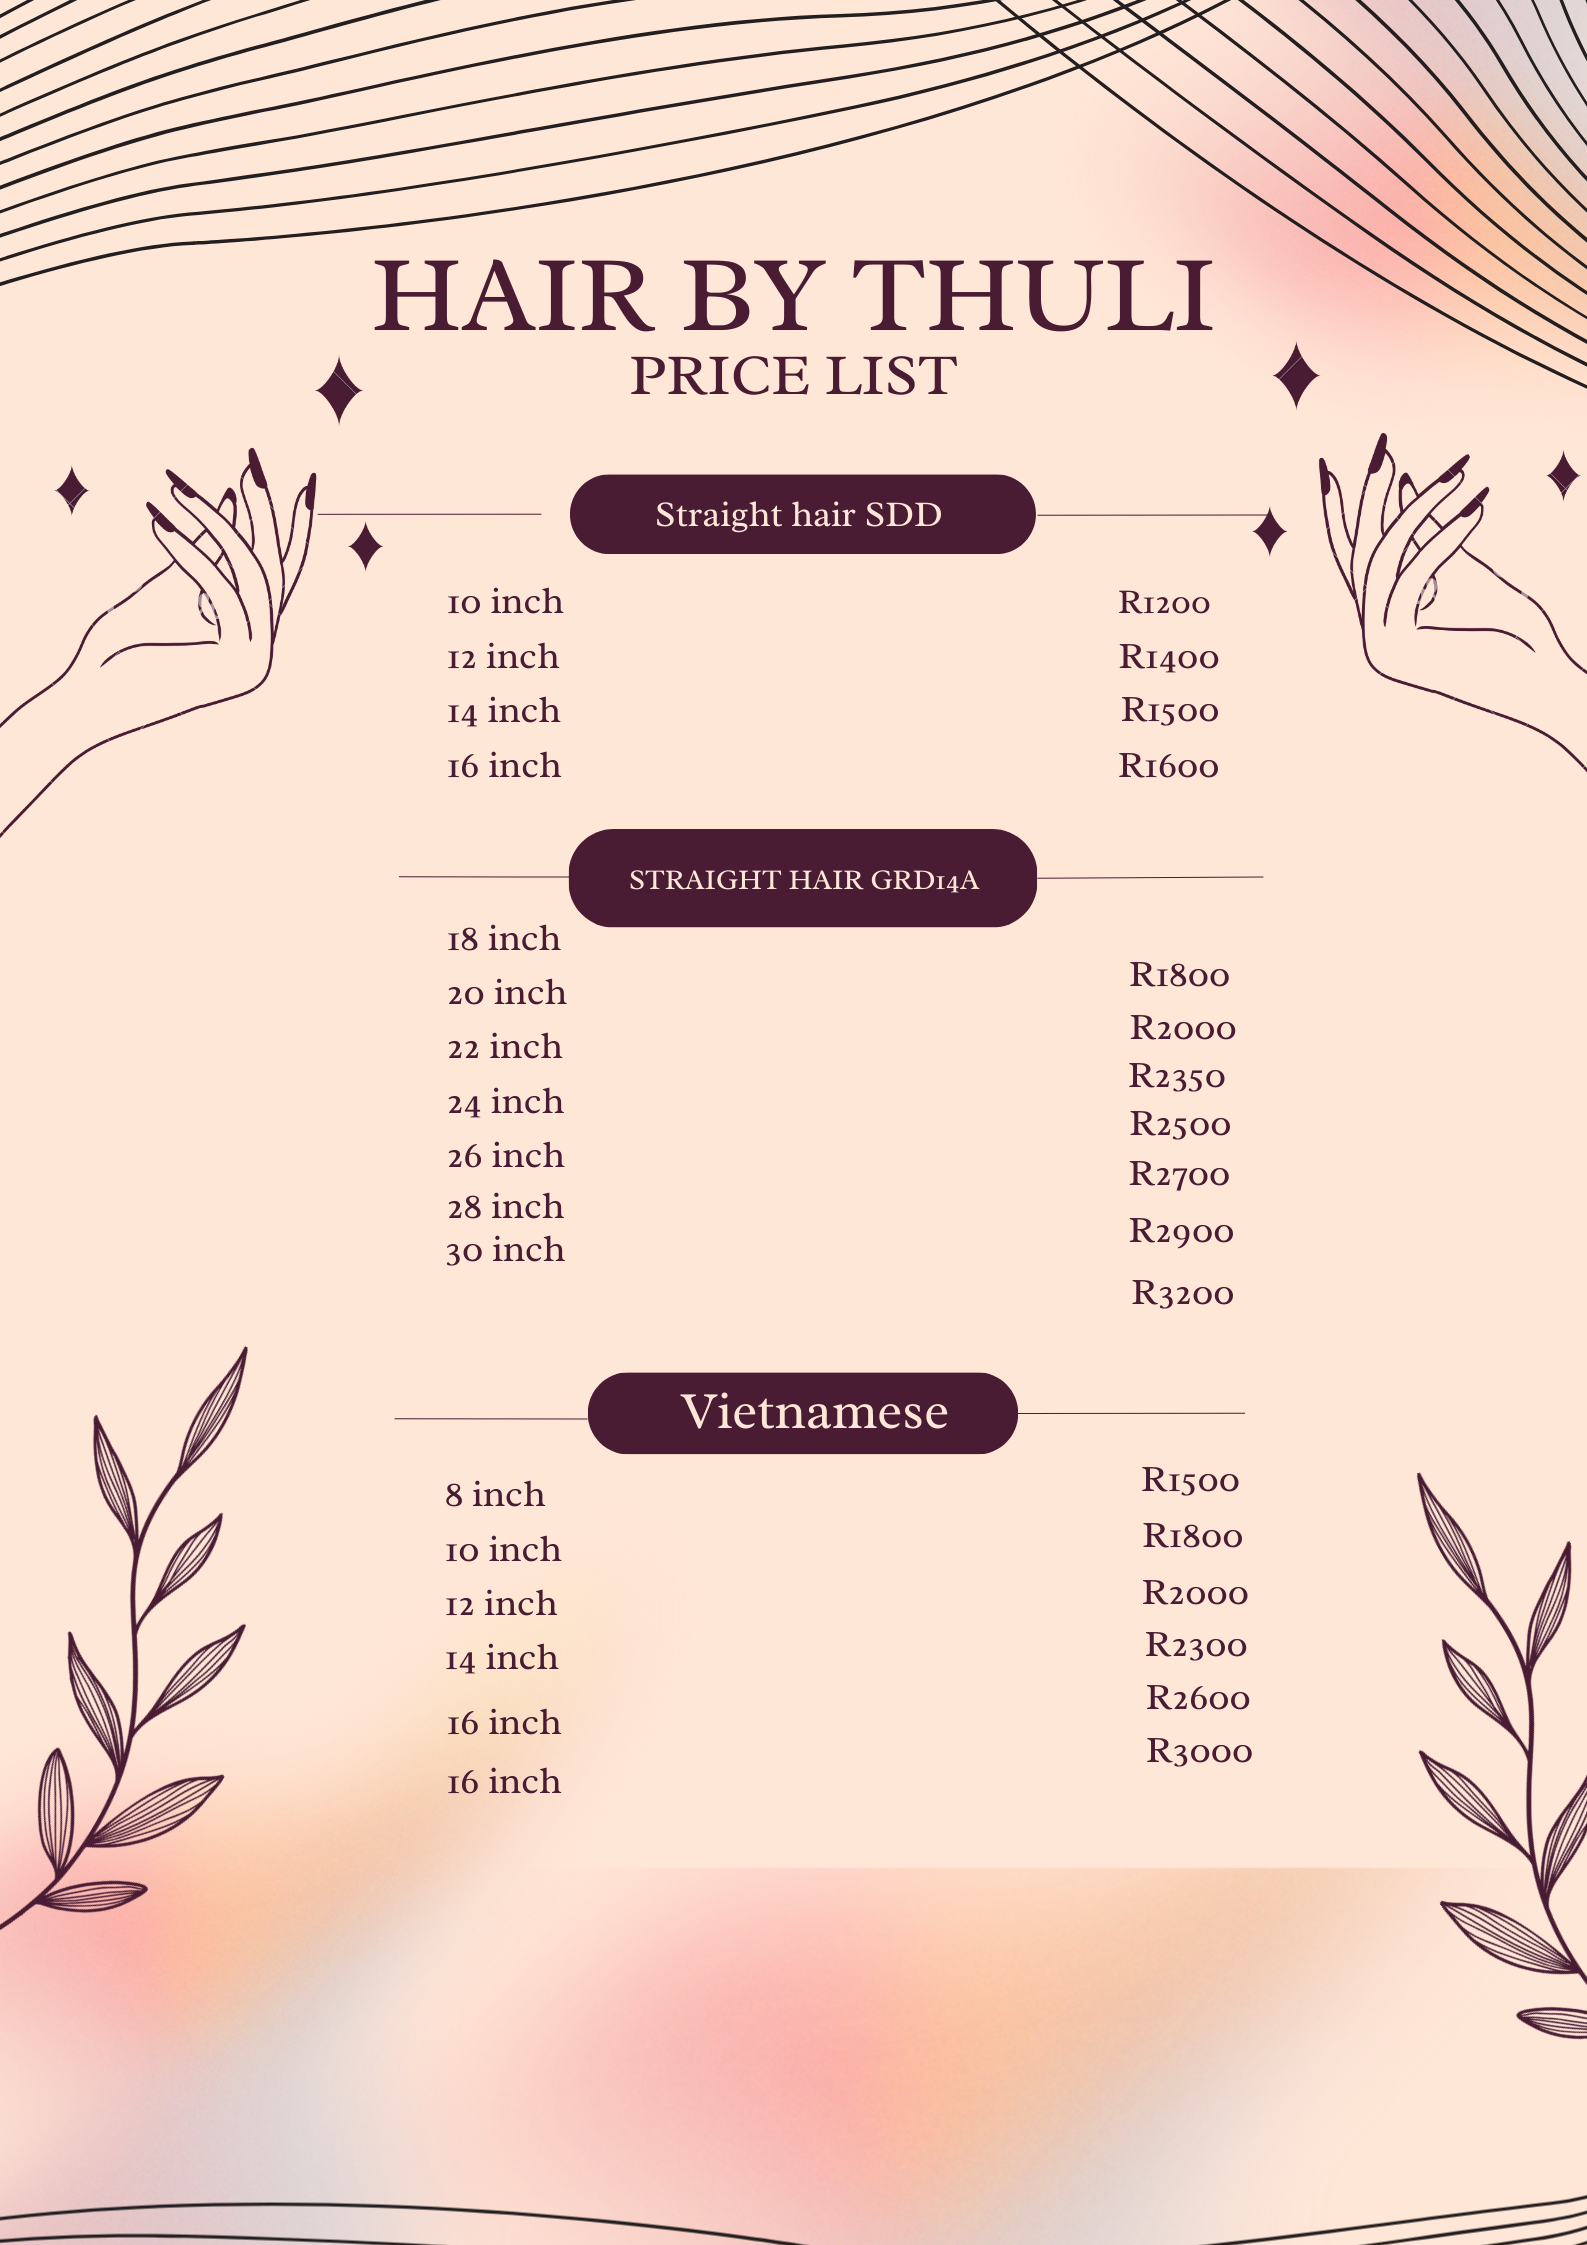 HAIR BY THULI
PRICE LIST
Straight hair SDD
10 inch R1200
12 inch R1400
14 inch R1500
16 inch R1600
STRAIGHT HAIR GRD14A
18 inch R1800
20 inch R2000
22 inch R2350
24 inch R2500
26 inch R2700
28 inch R2900
30 inch R3200
Vietnamese
8 inch R1500
10 inch R1800
12 inch R2000
14 inch R2300
16 inch R2600
16 inch R3000